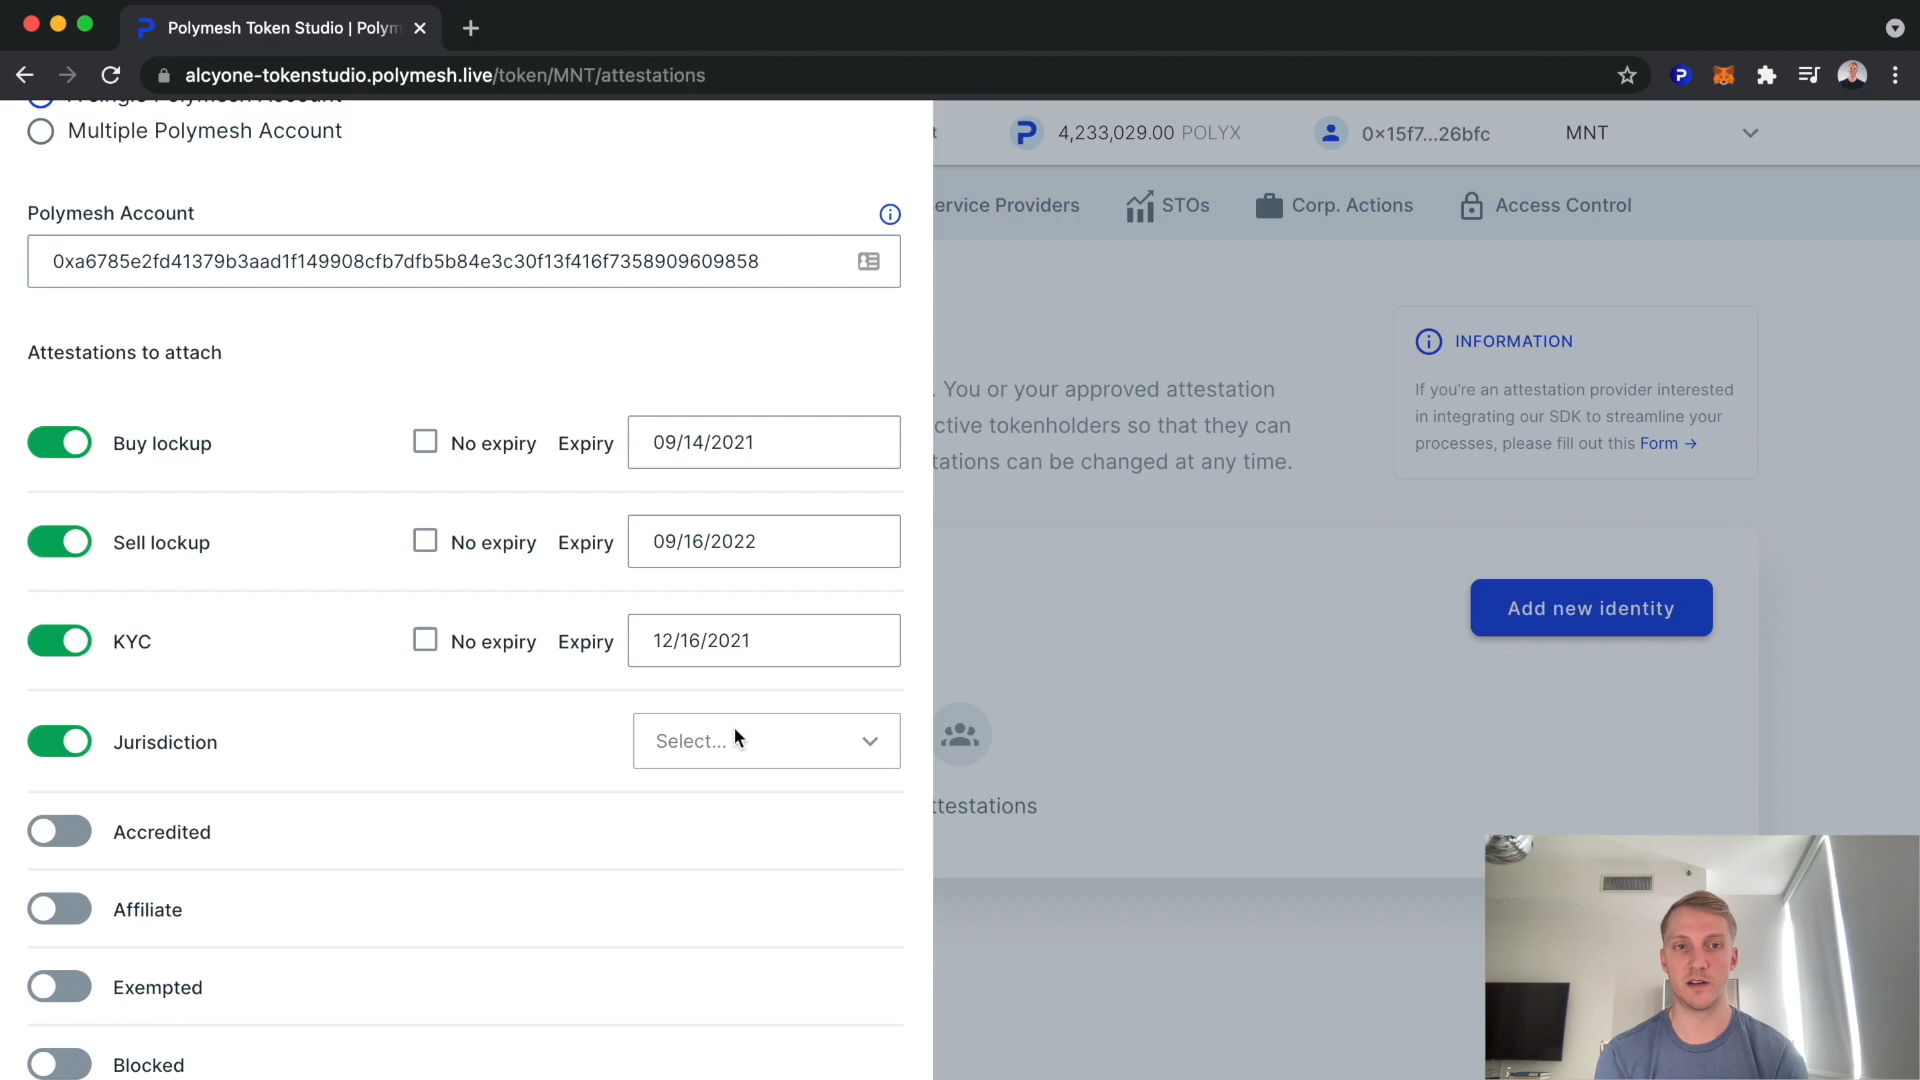 Polymesh Token Studio | Polym
alcyone-tokenstudio.polymesh.live/token/MNT/attestations
A single Polymesh Account
Multiple Polymesh Account
4,233,029.00 POLYX
0×15f7...26bfc
MNT
ervice Providers
STOs
Corp. Actions
Access Control
Polymesh Account
0xa6785e2fd41379b3aad1f149908cfb7dfb5b84e3c30f13f416f7358909609858
Attestations to attach
Buy lockup
No expiry
Expiry
09/14/2021
Sell lockup
No expiry
Expiry
09/16/2022
KYC
No expiry
Expiry
12/16/2021
Jurisdiction
Select...
Accredited
Affiliate
Exempted
Blocked
. You or your approved attestation
ctive tokenholders so that they can
tations can be changed at any time.
INFORMATION
If you're an attestation provider interested
in integrating our SDK to streamline your
processes, please fill out this Form →
Add new identity
ttestations